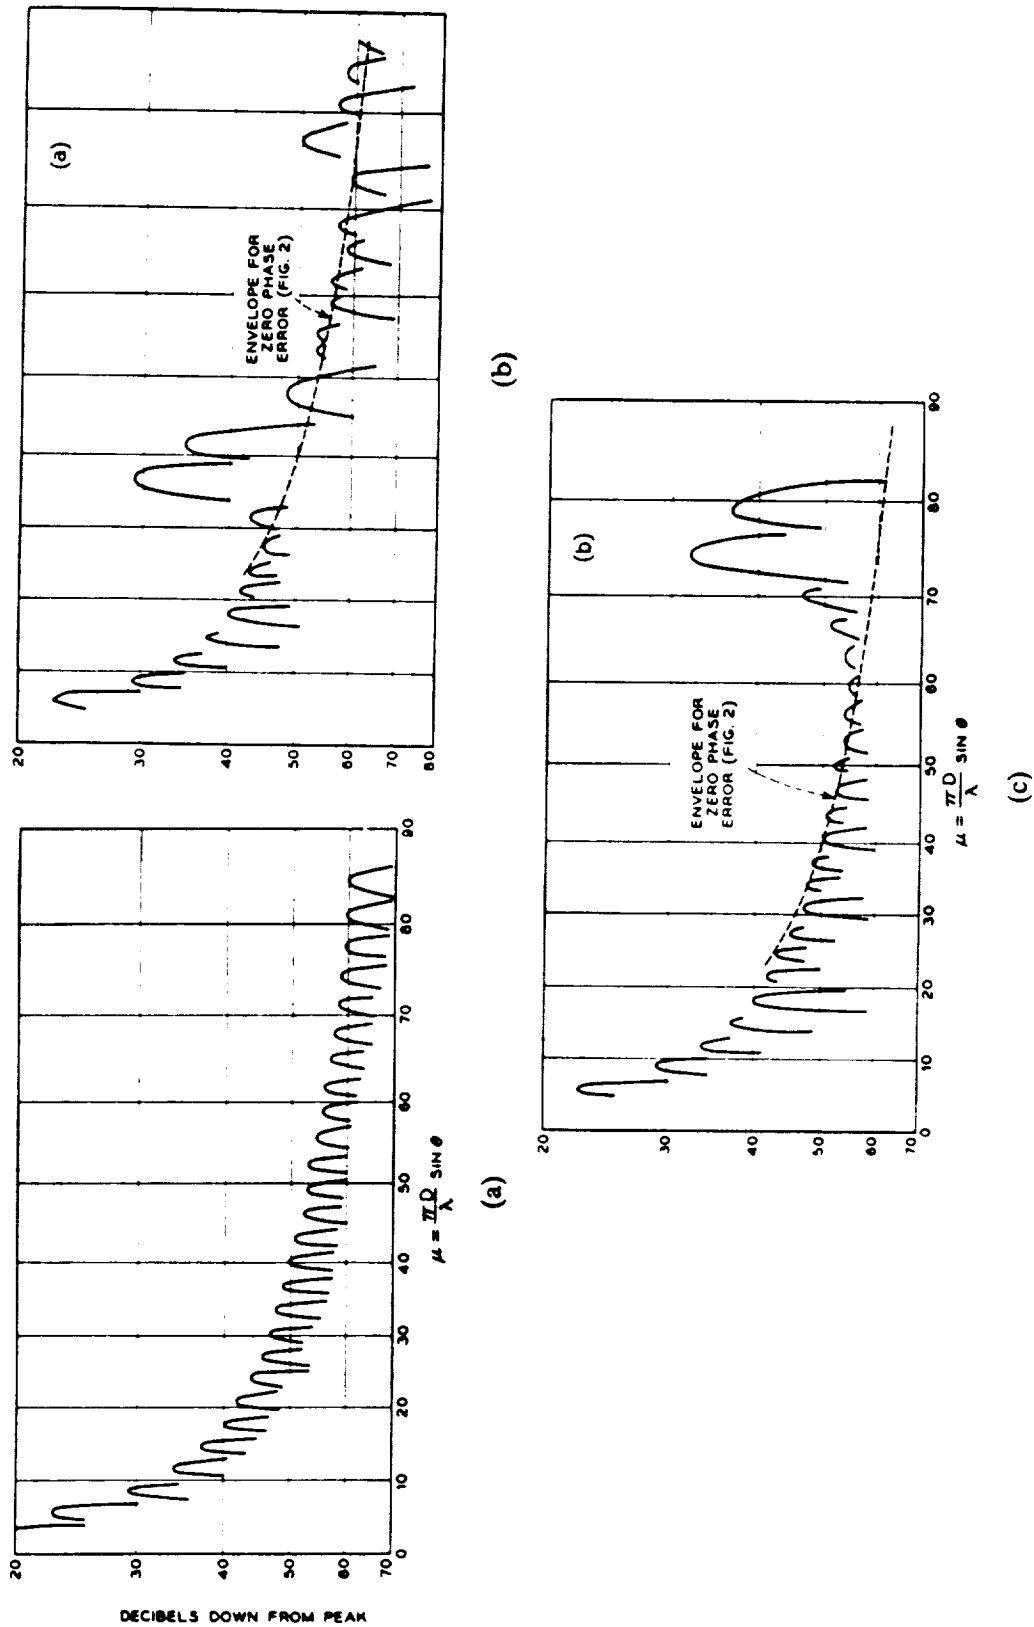 DECIBELS DOWN FROM PEAK
20
30
40
50
60
70
0
10
20
30
40
50
60
70
80
90
μ = πD/λ SIN θ
(a)
20
30
40
50
60
70
80
(a)
ENVELOPE FOR
ZERO PHASE
ERROR (FIG. 2)
(b)
20
30
40
50
60
70
0
10
20
30
40
50
60
70
80
90
(b)
ENVELOPE FOR
ZERO PHASE
ERROR (FIG. 2)
μ = πD/λ SIN θ
(c)